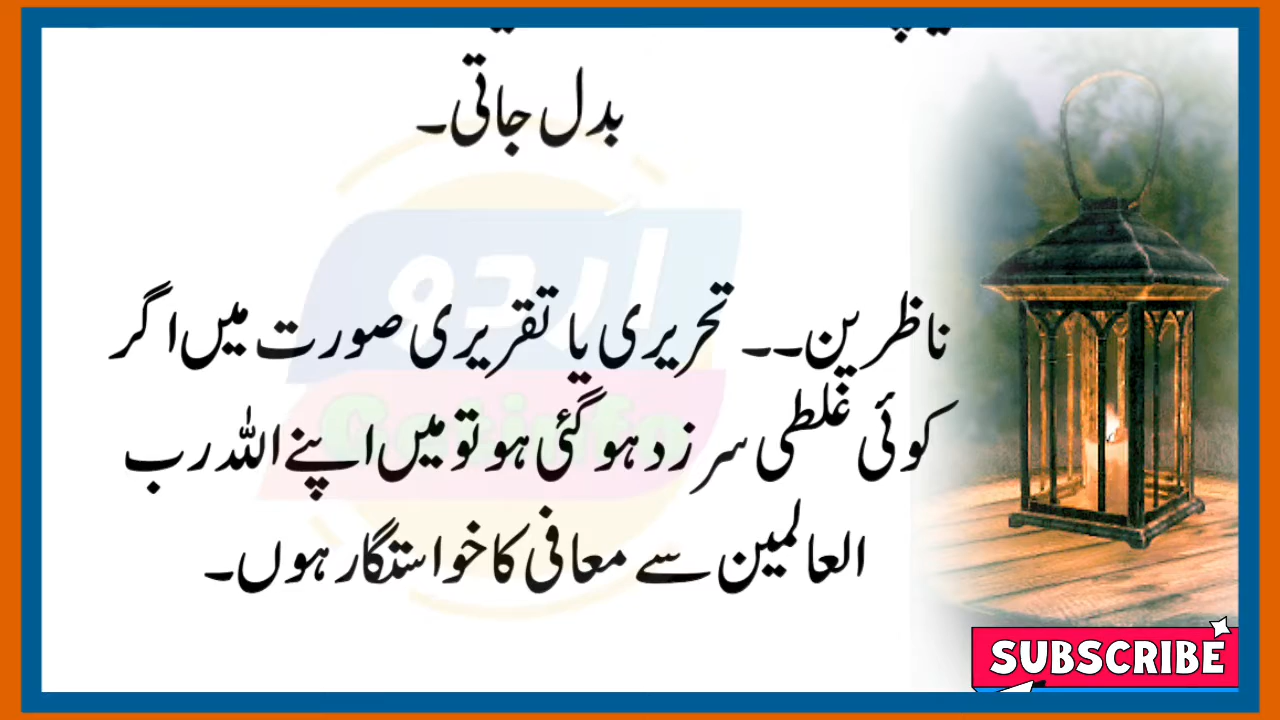 بدل جاتی۔
اردو
ناظرین۔۔ تحریری یا تقریری صورت میں اگر
کوئی غلطی سرزد ہو گئی ہو تو میں اپنے اللہ رب
العالمین سے معافی کا خواستگار ہوں۔
SUBSCRIBE